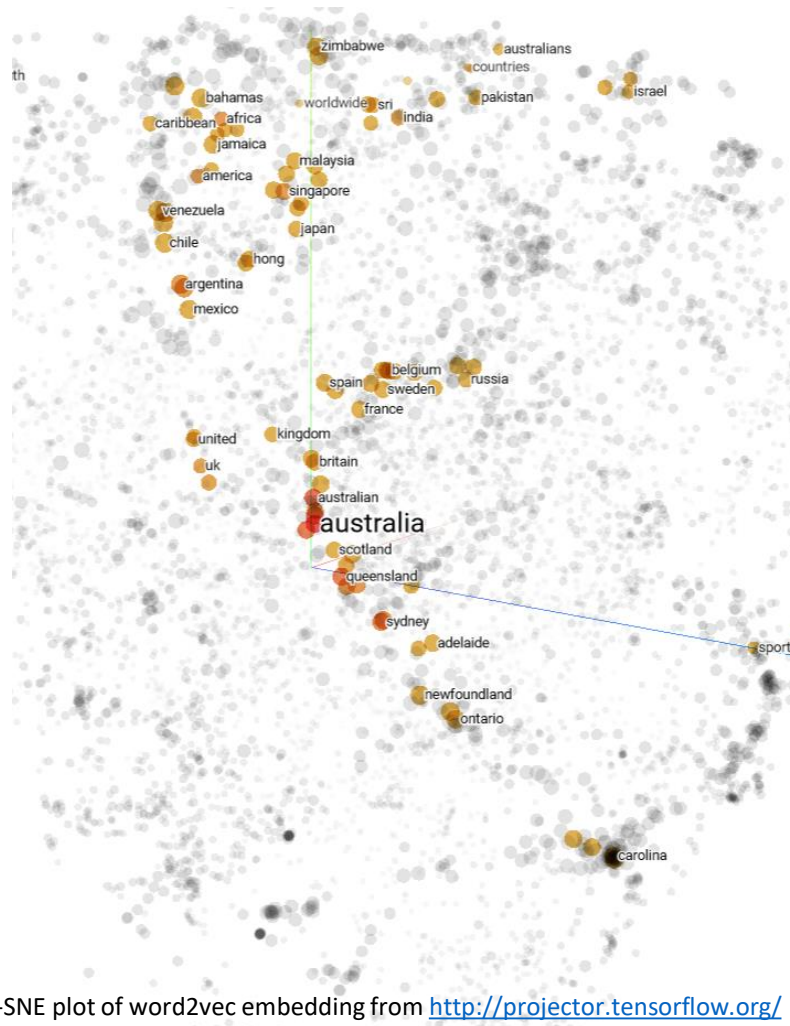 zimbabwe
australians
countries
th
israel
bahamas
worldwide
sri
pakistan
caribbean
africa
india
jamaica
malaysia
america
singapore
venezuela
japan
chile
hong
argentina
mexico
belgium
russia
spain
sweden
france
united
kingdom
uk
britain
australian
australia
scotland
queensland
sydney
adelaide
sport
newfoundland
ontario
carolina
-SNE plot of word2vec embedding from http://projector.tensorflow.org/